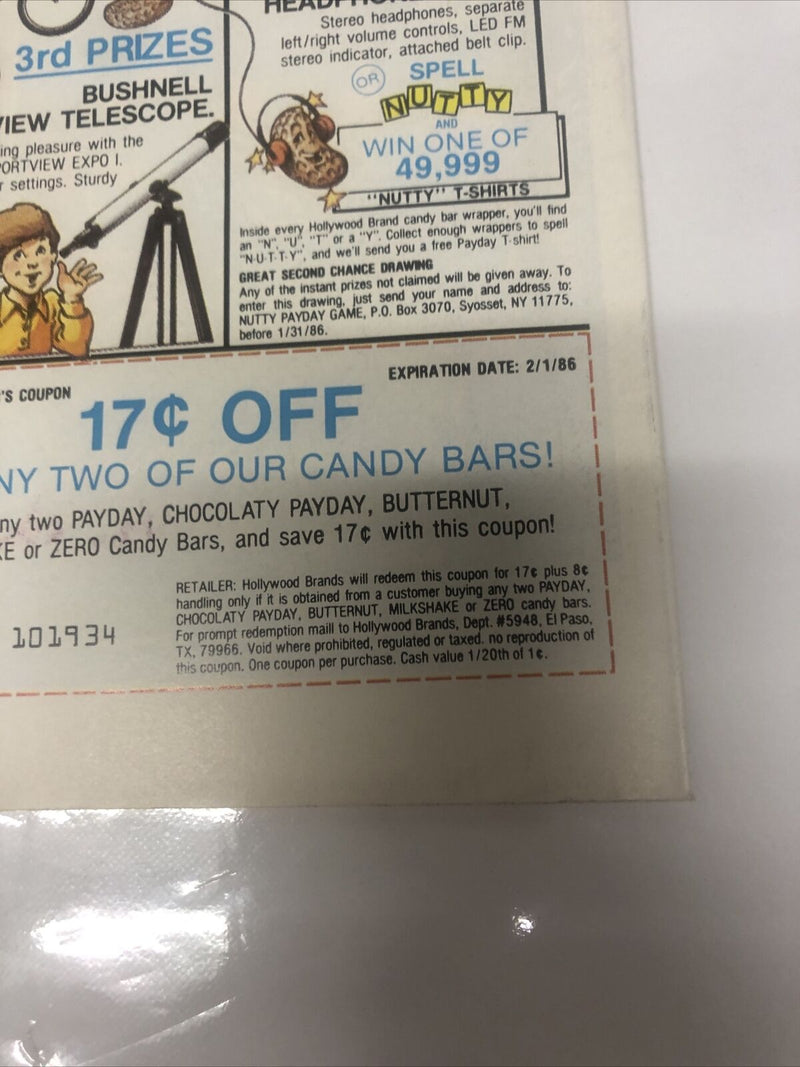 3rd PRIZES
BUSHNELL
VIEW TELESCOPE.
ing pleasure with the
PORTVIEW EXPO I.
r settings. Sturdy
Stereo headphones, separate
left/right volume controls, LED FM
stereo indicator, attached belt clip.
OR
SPELL
NUTTY
AND
WIN ONE OF
49,999
"NUTTY" T-SHIRTS
Inside every Hollywood Brand candy bar wrapper, you'll find
an "N", "U", "T" or a "Y". Collect enough wrappers to spell
"N-U-T-T-Y", and we'll send you a free Payday T-shirt!
GREAT SECOND CHANCE DRAWING
Any of the instant prizes not claimed will be given away. To
enter this drawing, just send your name and address to:
NUTTY PAYDAY GAME, P.O. Box 3070, Syosset, NY 11775,
before 1/31/86.
'S COUPON
EXPIRATION DATE: 2/1/86
17¢ OFF
NY TWO OF OUR CANDY BARS!
ny two PAYDAY, CHOCOLATY PAYDAY, BUTTERNUT,
KE or ZERO Candy Bars, and save 17¢ with this coupon!
RETAILER: Hollywood Brands will redeem this coupon for 17¢ plus 8¢
handling only if it is obtained from a customer buying any two PAYDAY,
CHOCOLATY PAYDAY, BUTTERNUT, MILKSHAKE or ZERO candy bars.
For prompt redemption maill to Hollywood Brands, Dept. #5948, El Paso,
TX, 79966. Void where prohibited, regulated or taxed. no reproduction of
this coupon. One coupon per purchase. Cash value 1/20th of 1¢.
101934